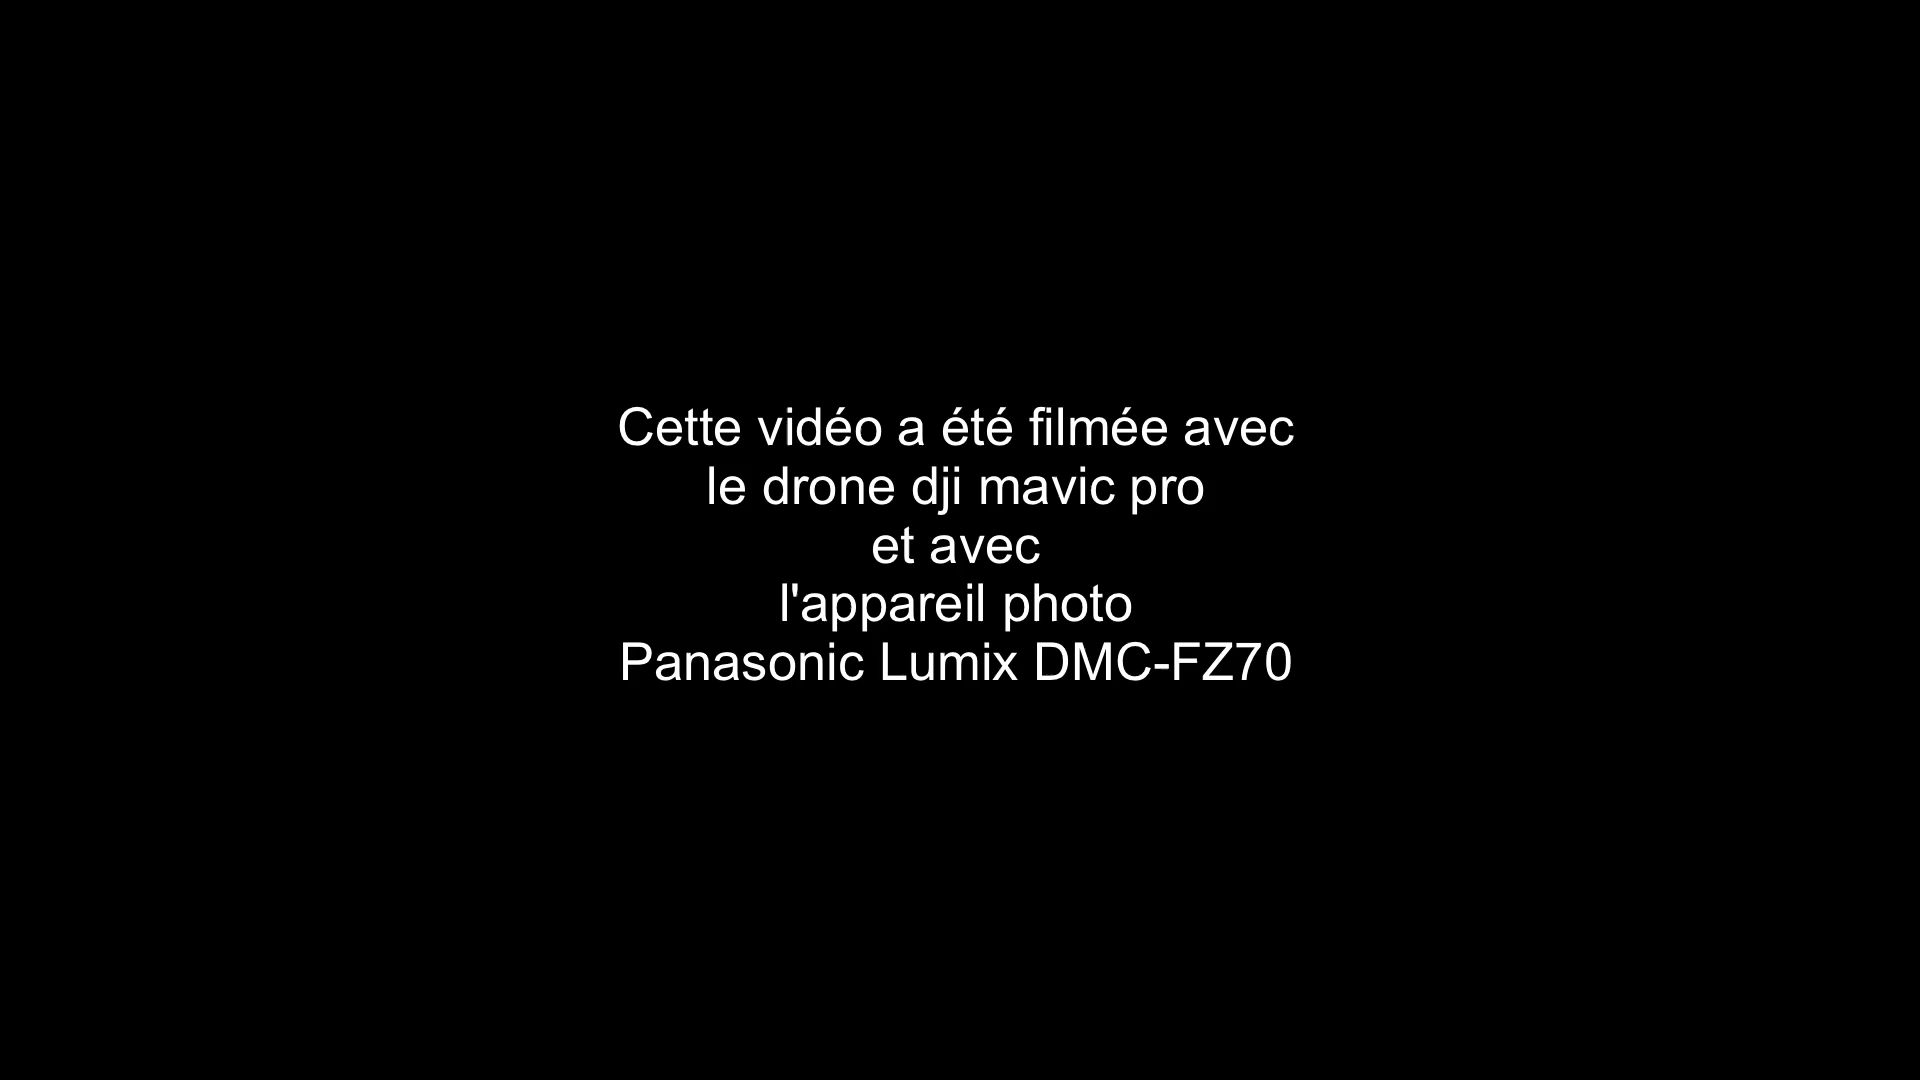 Cette vidéo a été filmée avec
le drone dji mavic pro
et avec
l'appareil photo
Panasonic Lumix DMC-FZ70